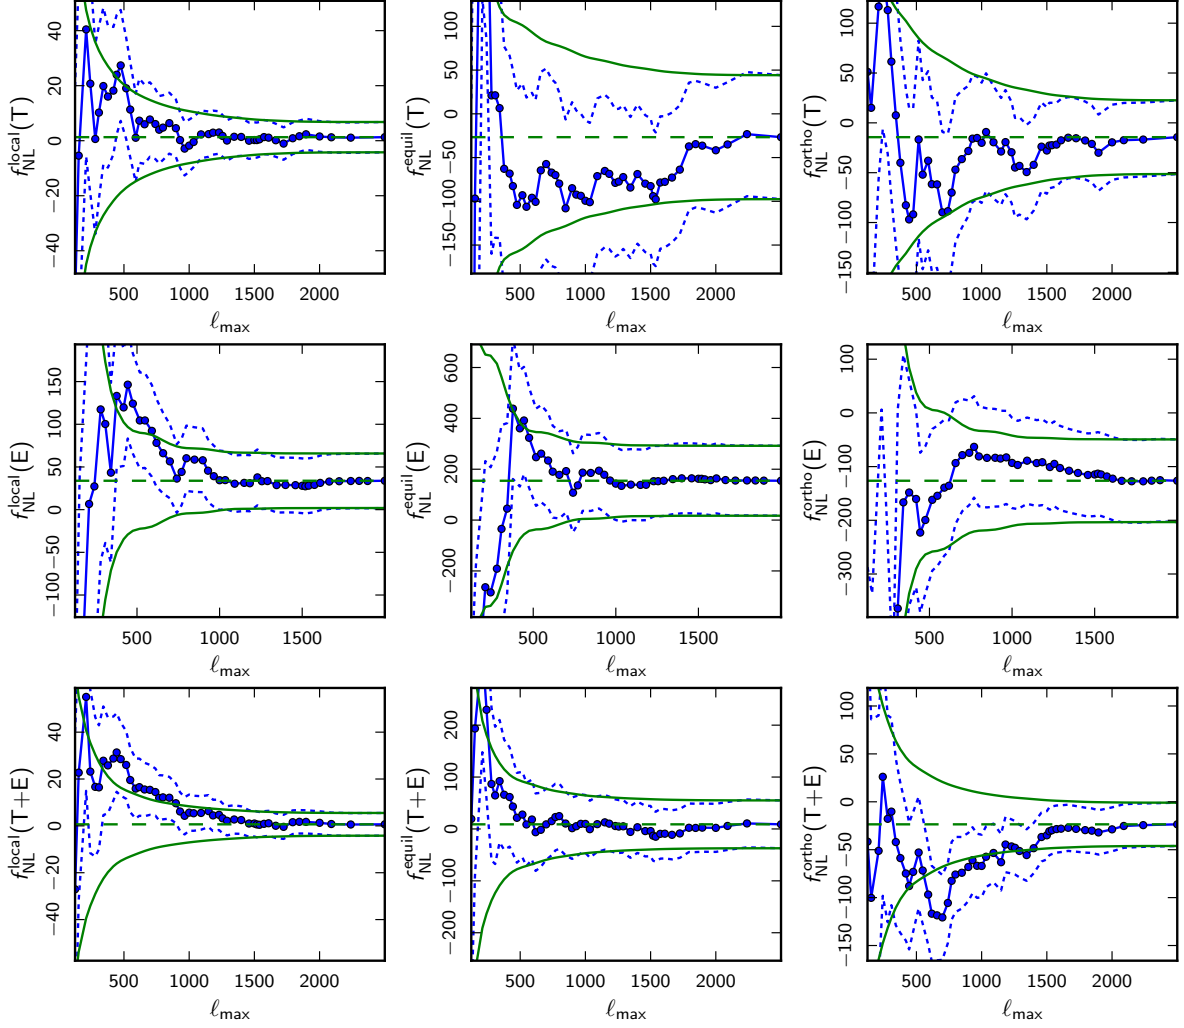 f_NL^local(T)
40
20
0
−20
−40
500 1000 1500 2000
ℓ_max
f_NL^equil(T)
100
50
0
−50
−100
−150
500 1000 1500 2000
ℓ_max
f_NL^ortho(T)
100
50
0
−50
−100
−150
500 1000 1500 2000
ℓ_max
f_NL^local(E)
150
100
50
0
−50
−100
500 1000 1500
ℓ_max
f_NL^equil(E)
600
400
200
0
−200
500 1000 1500
ℓ_max
f_NL^ortho(E)
100
0
−100
−200
−300
500 1000 1500
ℓ_max
f_NL^local(T+E)
40
20
0
−20
−40
500 1000 1500 2000
ℓ_max
f_NL^equil(T+E)
200
100
0
−100
−200
500 1000 1500 2000
ℓ_max
f_NL^ortho(T+E)
100
50
0
−50
−100
−150
500 1000 1500 2000
ℓ_max